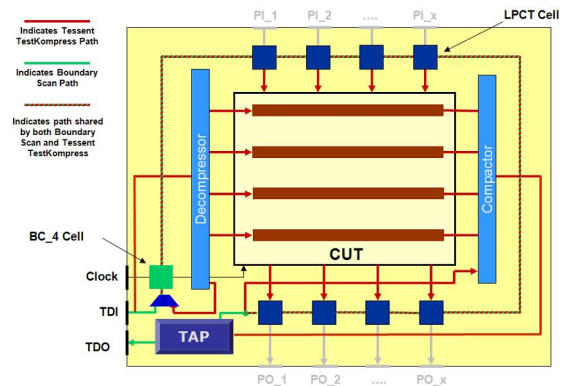 Indicates Tessent
TestKompress Path
Indicates Boundary
Scan Path
Indicates path shared
by both Boundary
Scan and Tessent
TestKompress
PI_1
PI_2
....
PI_x
LPCT Cell
Decompressor
Compactor
CUT
BC_4 Cell
Clock
TDI
TDO
TAP
PO_1
PO_2
....
PO_x